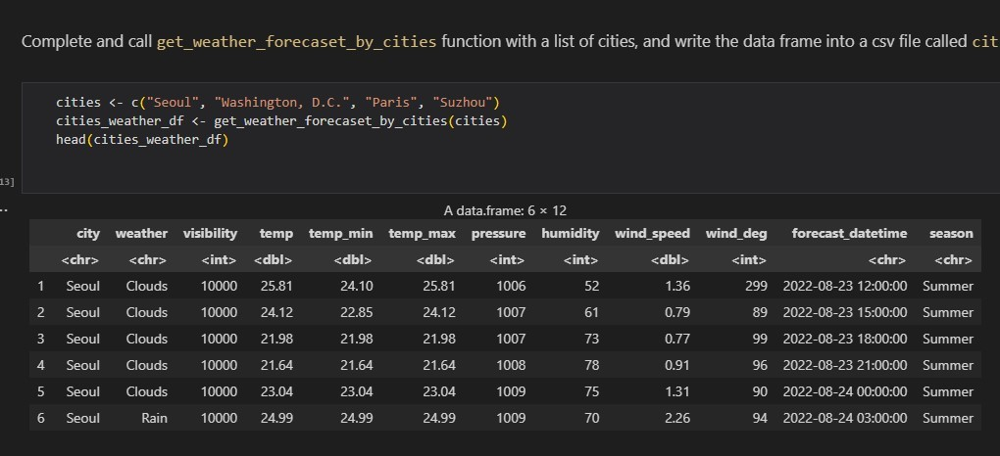 Complete and call get_weather_forecaset_by_cities function with a list of cities, and write the data frame into a csv file called cit
cities <- c("Seoul", "Washington, D.C.", "Paris", "Suzhou")
cities_weather_df <- get_weather_forecaset_by_cities(cities)
head(cities_weather_df)
13]
..
A data.frame: 6 × 12
city weather visibility temp temp_min temp_max pressure humidity wind_speed wind_deg forecast_datetime season
<chr> <chr> <int> <dbl> <dbl> <dbl> <int> <int> <dbl> <int> <chr> <chr>
1 Seoul Clouds 10000 25.81 24.10 25.81 1006 52 1.36 299 2022-08-23 12:00:00 Summer
2 Seoul Clouds 10000 24.12 22.85 24.12 1007 61 0.79 89 2022-08-23 15:00:00 Summer
3 Seoul Clouds 10000 21.98 21.98 21.98 1007 73 0.77 99 2022-08-23 18:00:00 Summer
4 Seoul Clouds 10000 21.64 21.64 21.64 1008 78 0.91 96 2022-08-23 21:00:00 Summer
5 Seoul Clouds 10000 23.04 23.04 23.04 1009 75 1.31 90 2022-08-24 00:00:00 Summer
6 Seoul Rain 10000 24.99 24.99 24.99 1009 70 2.26 94 2022-08-24 03:00:00 Summer